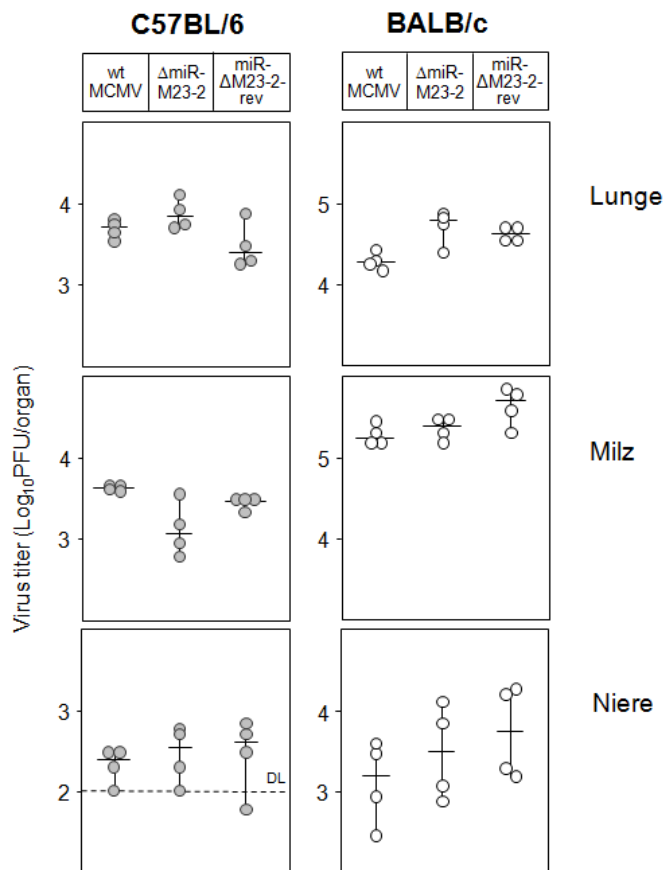 C57BL/6
BALB/c
wt
MCMV
ΔmiR-
M23-2
miR-
ΔM23-2-
rev
wt
MCMV
ΔmiR-
M23-2
miR-
ΔM23-2-
rev
4
3
5
4
Lunge
Virus titer (Log₁₀PFU/organ)
4
3
5
4
Milz
3
2
DL
4
3
Niere